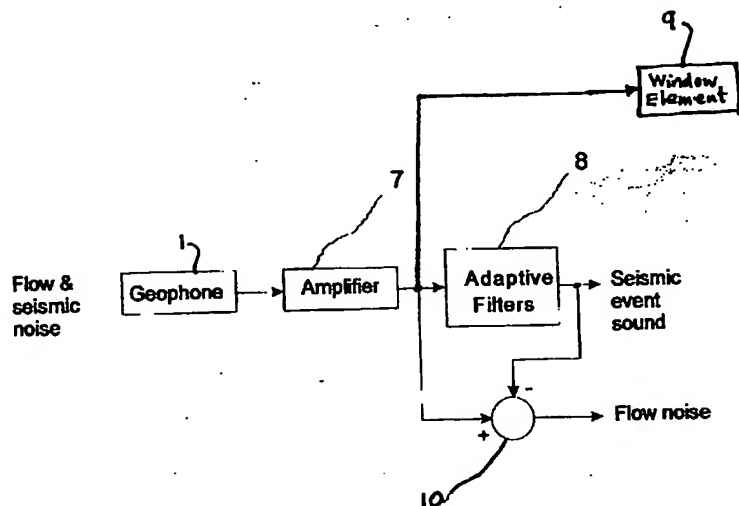 9
Window
Element
8
7
1
Flow &
seismic
noise
Geophone
Amplifier
Adaptive
Filters
Seismic
event
sound
-
+
Flow noise
10